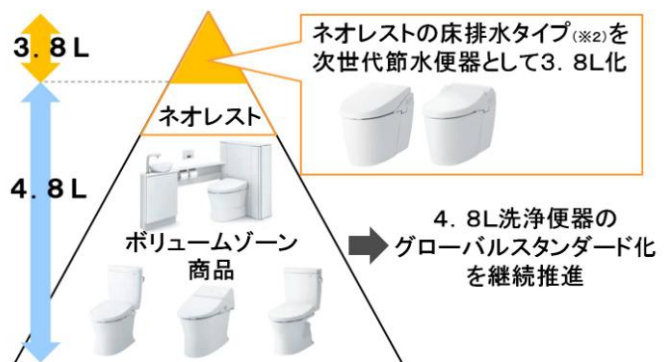 3.8L
ネオレストの床排水タイプ(※2)を
次世代節水便器として3.8L化
ネオレスト
4.8L
ボリュームゾーン
商品
4.8L洗浄便器の
グローバルスタンダード化
を継続推進